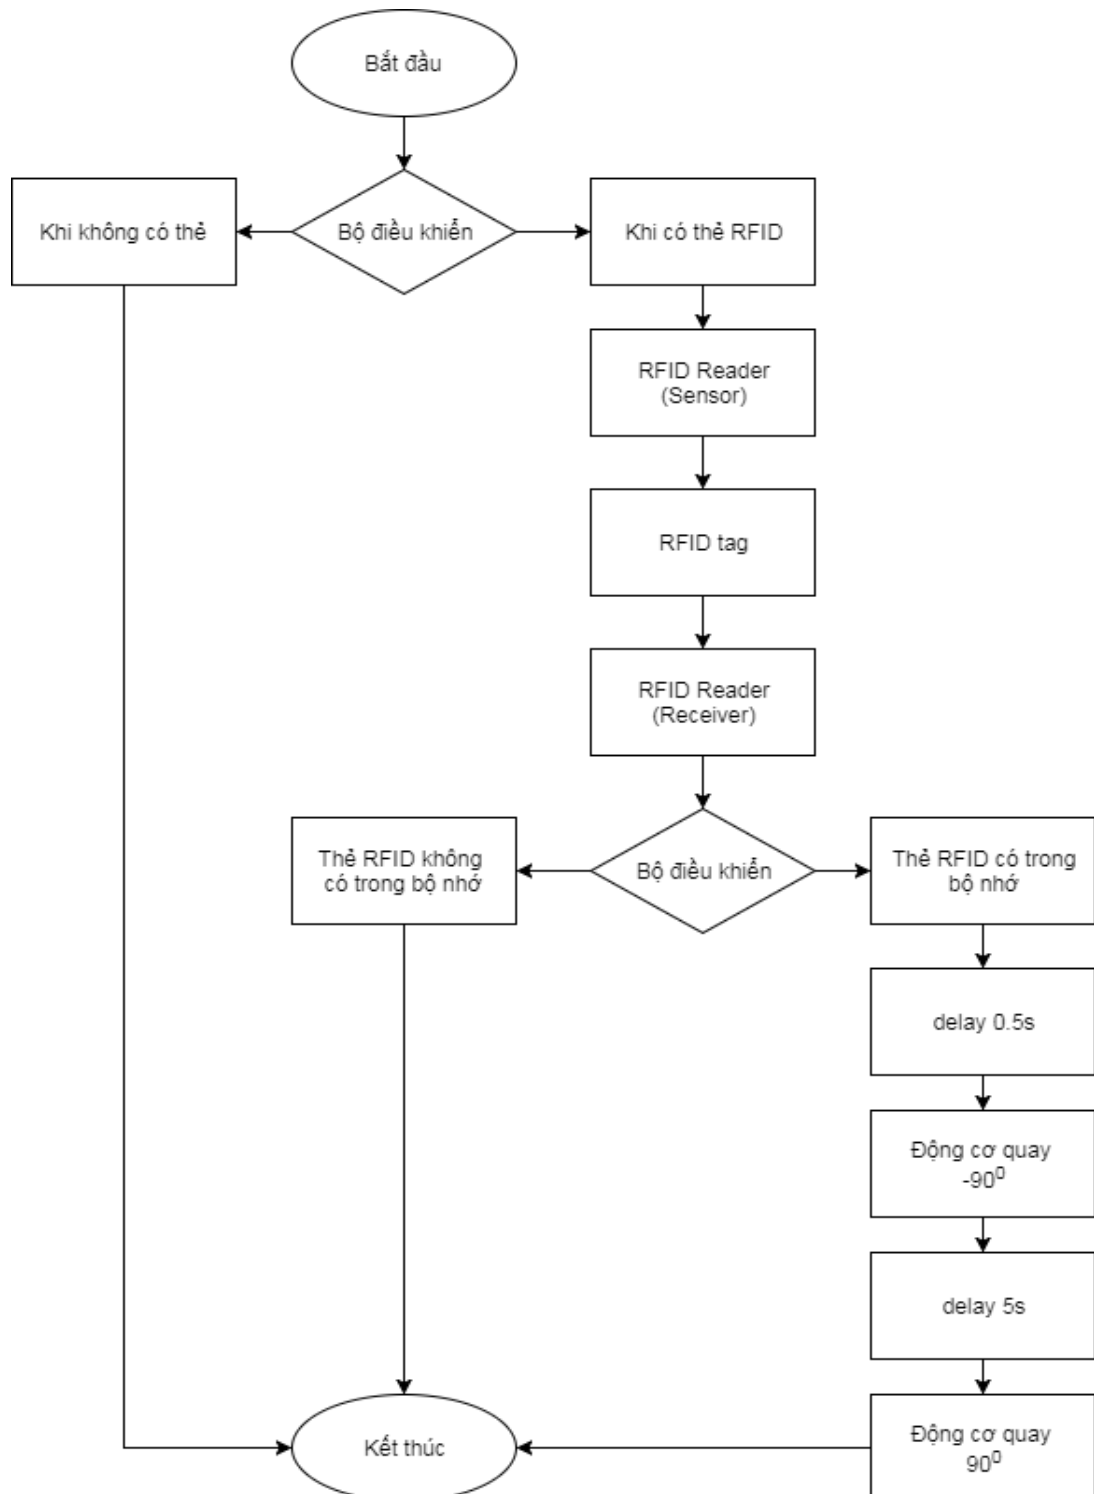 Bắt đầu
Khi không có thẻ
Bộ điều khiển
Khi có thẻ RFID
RFID Reader
(Sensor)
RFID tag
RFID Reader
(Receiver)
Thẻ RFID không
có trong bộ nhớ
Bộ điều khiển
Thẻ RFID có trong
bộ nhớ
delay 0.5s
Động cơ quay
-90⁰
delay 5s
Động cơ quay
90⁰
Kết thúc